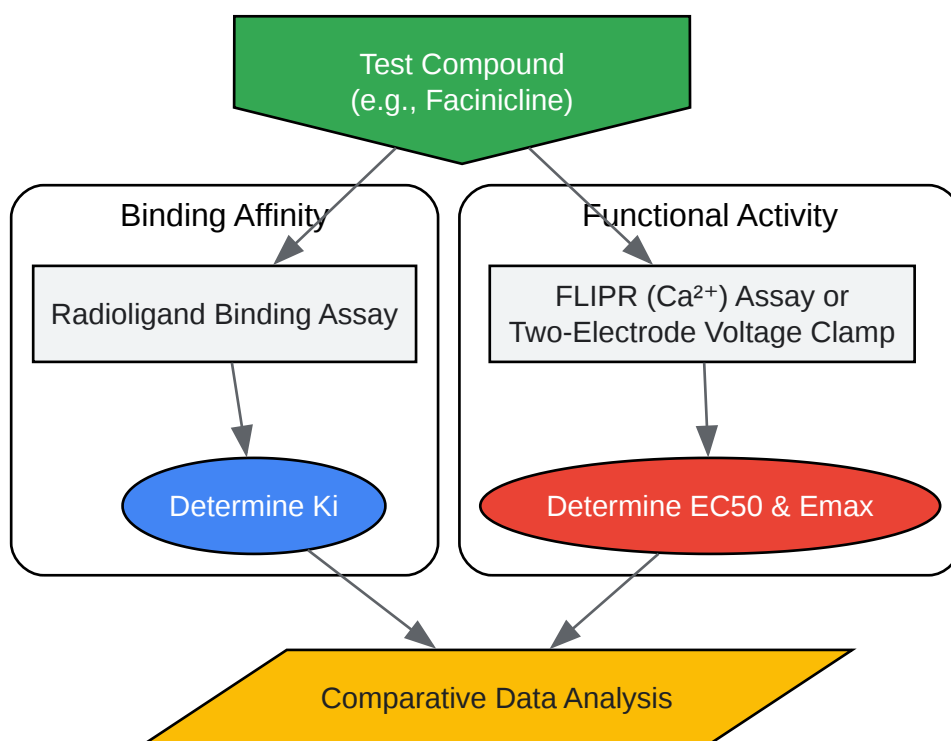 Test Compound
(e.g., Facinicline)
Binding Affinity
Functional Activity
Radioligand Binding Assay
FLIPR (Ca²⁺) Assay or
Two-Electrode Voltage Clamp
Determine Ki
Determine EC50 & Emax
Comparative Data Analysis